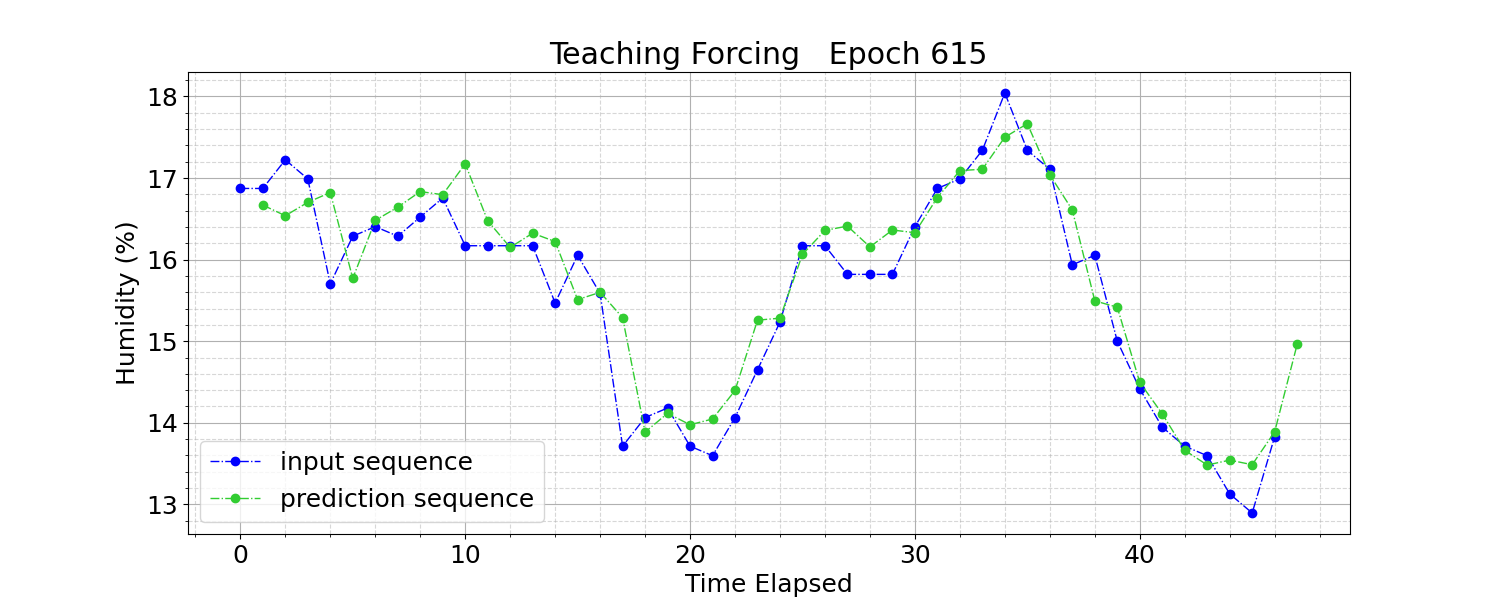 Teaching Forcing   Epoch 615
Humidity (%)
18
17
16
15
14
13
input sequence
prediction sequence
0 10 20 30 40
Time Elapsed